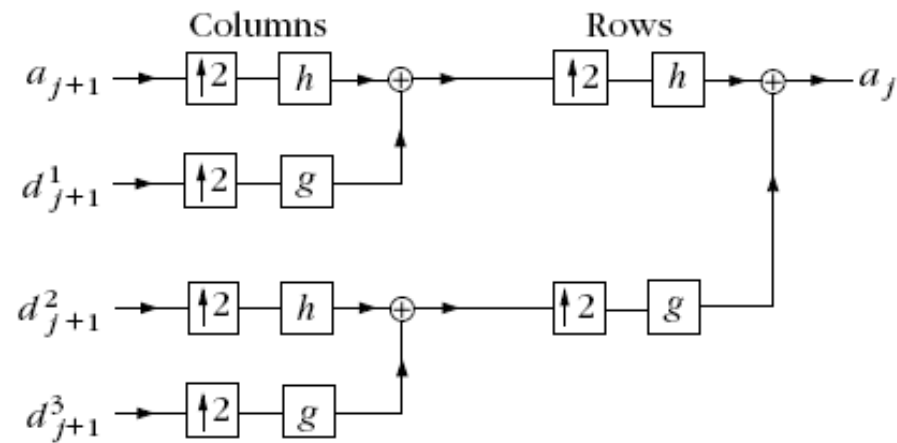 Columns Rows
a_{j+1} ↑2 h ⊕ ↑2 h ⊕ a_j
d^1_{j+1} ↑2 g
d^2_{j+1} ↑2 h ⊕ ↑2 g
d^3_{j+1} ↑2 g